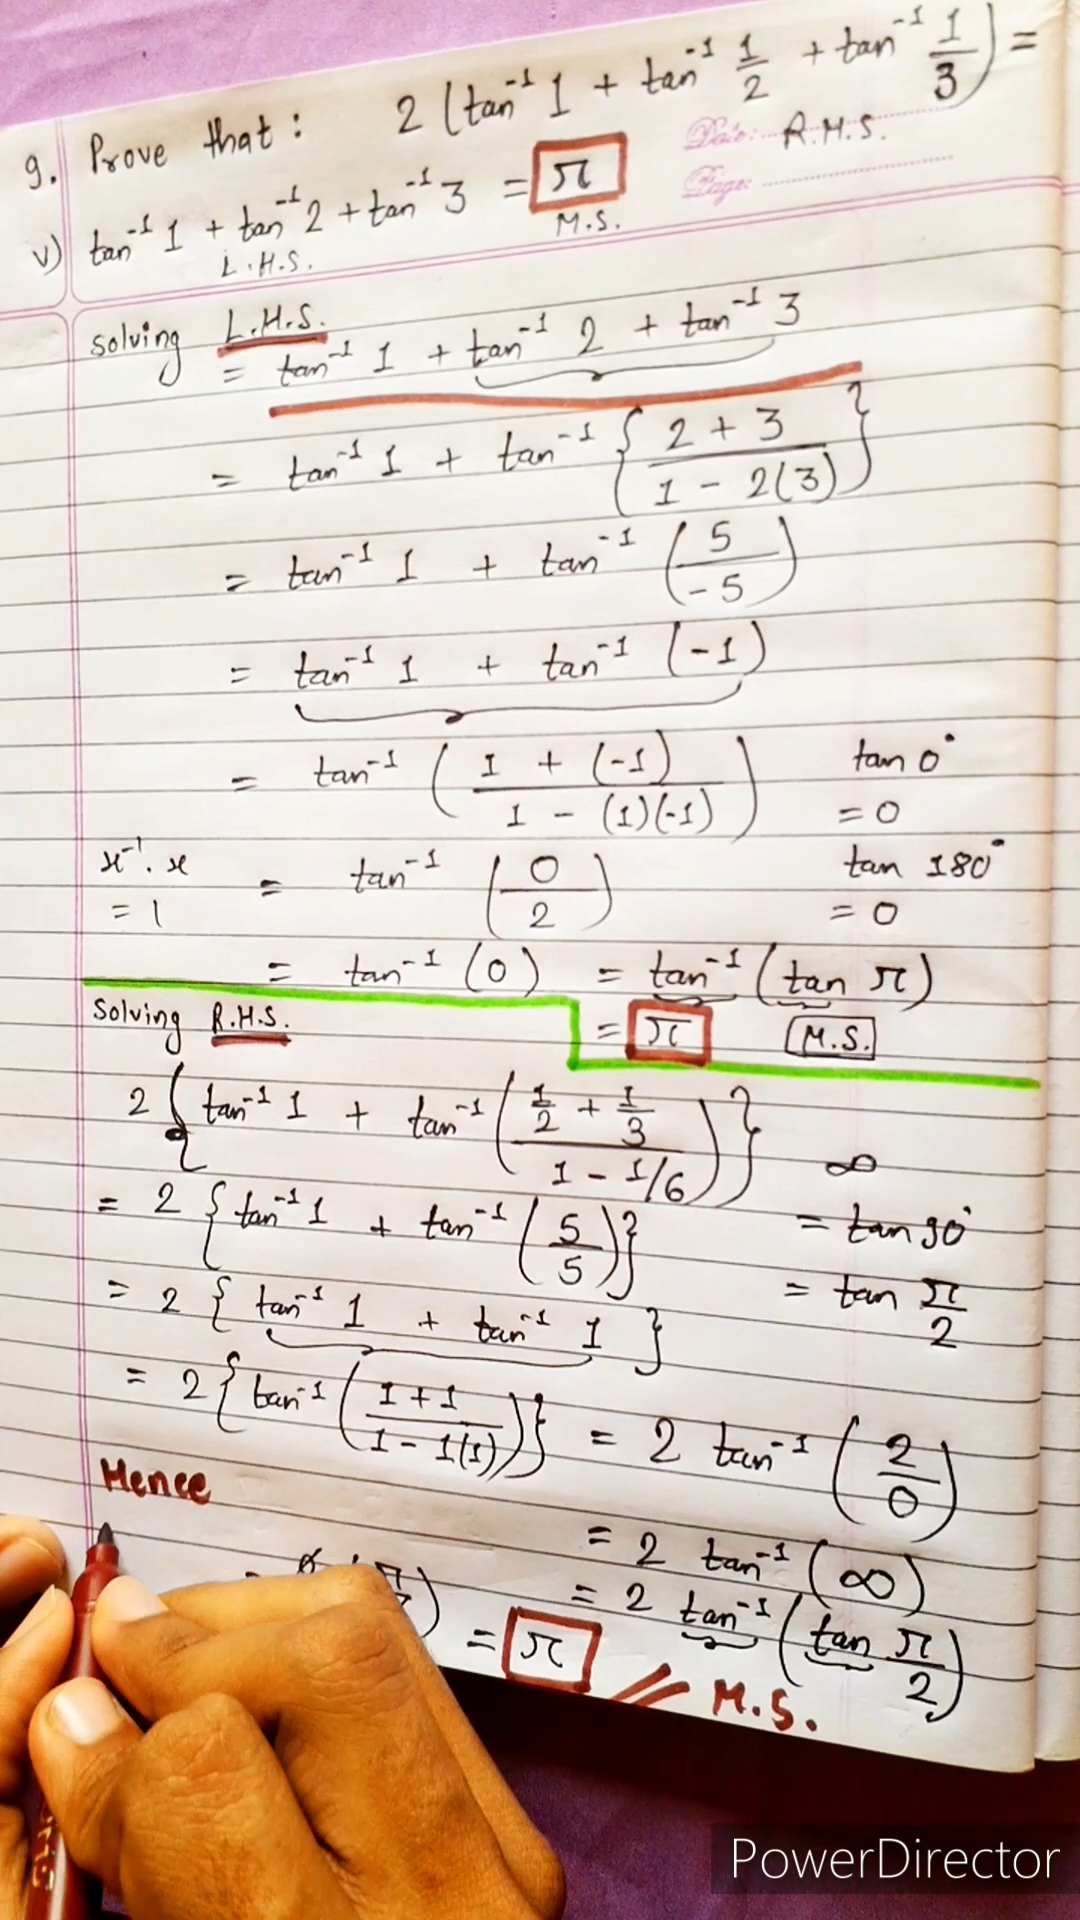 9. Prove that : 2 (tan⁻¹ 1 + tan⁻¹ 1/2 + tan⁻¹ 1/3) =
Date: R.H.S.
Page:
v) tan⁻¹ 1 + tan⁻¹ 2 + tan⁻¹ 3 = π
L.H.S. M.S.
Solving L.H.S.
= tan⁻¹ 1 + tan⁻¹ 2 + tan⁻¹ 3
= tan⁻¹ 1 + tan⁻¹ { (2 + 3)/(1 - 2(3)) }
= tan⁻¹ 1 + tan⁻¹ (5/-5)
= tan⁻¹ 1 + tan⁻¹ (-1)
= tan⁻¹ ( (1 + (-1))/(1 - (1)(-1)) ) tan 0° = 0
x⁻¹ . x = 1
= tan⁻¹ (0/2) tan 180° = 0
= tan⁻¹ (0) = tan⁻¹ (tan π)
= π M.S.
Solving R.H.S.
2 { tan⁻¹ 1 + tan⁻¹ ( (1/2 + 1/3)/(1 - 1/6) ) } ∞
= 2 { tan⁻¹ 1 + tan⁻¹ (5/5) } = tan 90°
= 2 { tan⁻¹ 1 + tan⁻¹ 1 } = tan π/2
= 2 { tan⁻¹ ( (1 + 1)/(1 - 1(1)) ) } = 2 tan⁻¹ (2/0)
Hence
= 2 tan⁻¹ (∞)
= 2 tan⁻¹ (tan π/2)
= π // M.S.
PowerDirector